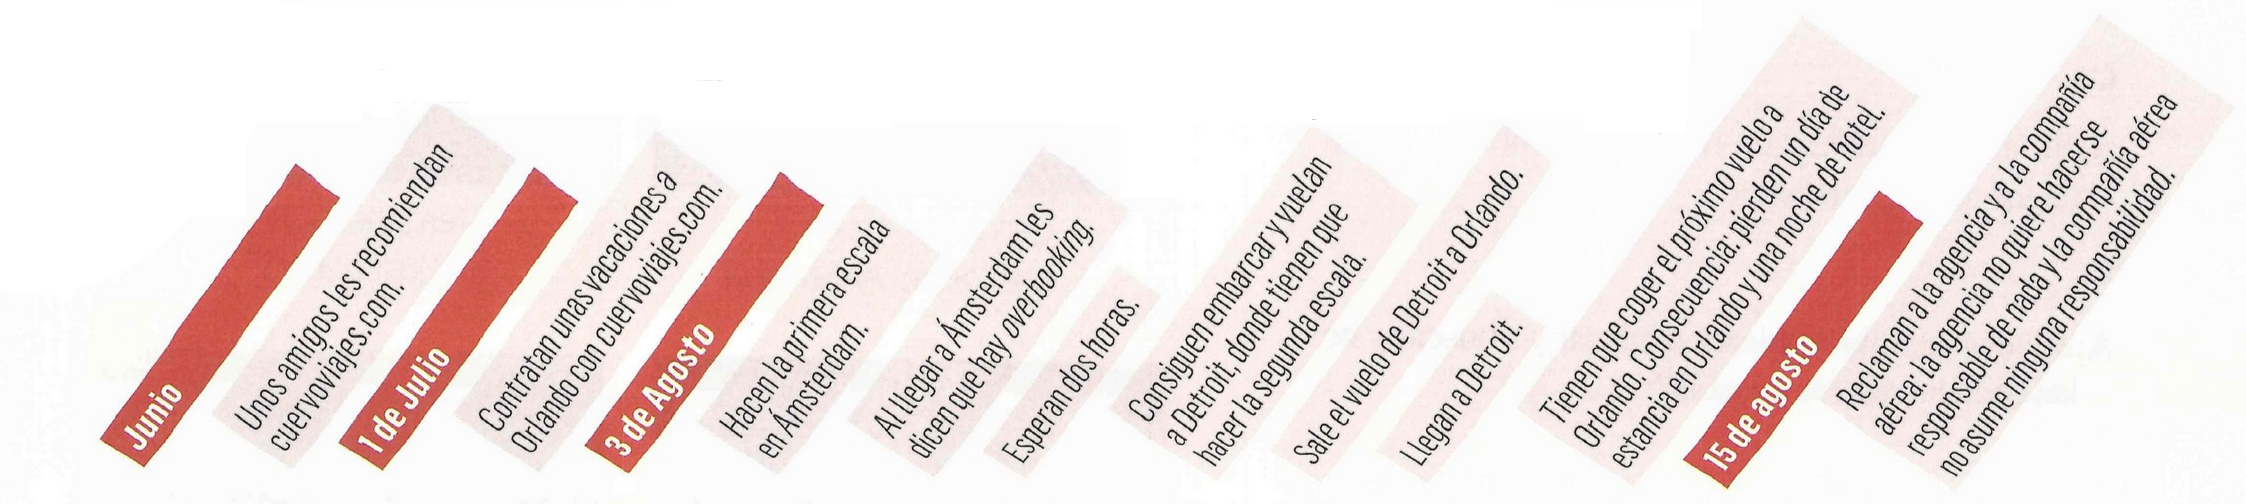 Junio
Unos amigos les recomiendan
cuervoviajes.com.
1 de Julio
Contratan unas vacaciones a
Orlando con cuervoviajes.com.
3 de Agosto
Hacen la primera escala
en Ámsterdam.
Al llegar a Ámsterdam les
dicen que hay overbooking.
Esperan dos horas.
Consiguen embarcar y vuelan
a Detroit, donde tienen que
hacer la segunda escala.
Sale el vuelo de Detroit a Orlando.
Llegan a Detroit.
Tienen que coger el próximo vuelo a
Orlando. Consecuencia: pierden un día de
estancia en Orlando y una noche de hotel.
15 de agosto
Reclaman a la agencia y a la compañía
aérea: la agencia no quiere hacerse
responsable de nada y la compañía aérea
no asume ninguna responsabilidad.